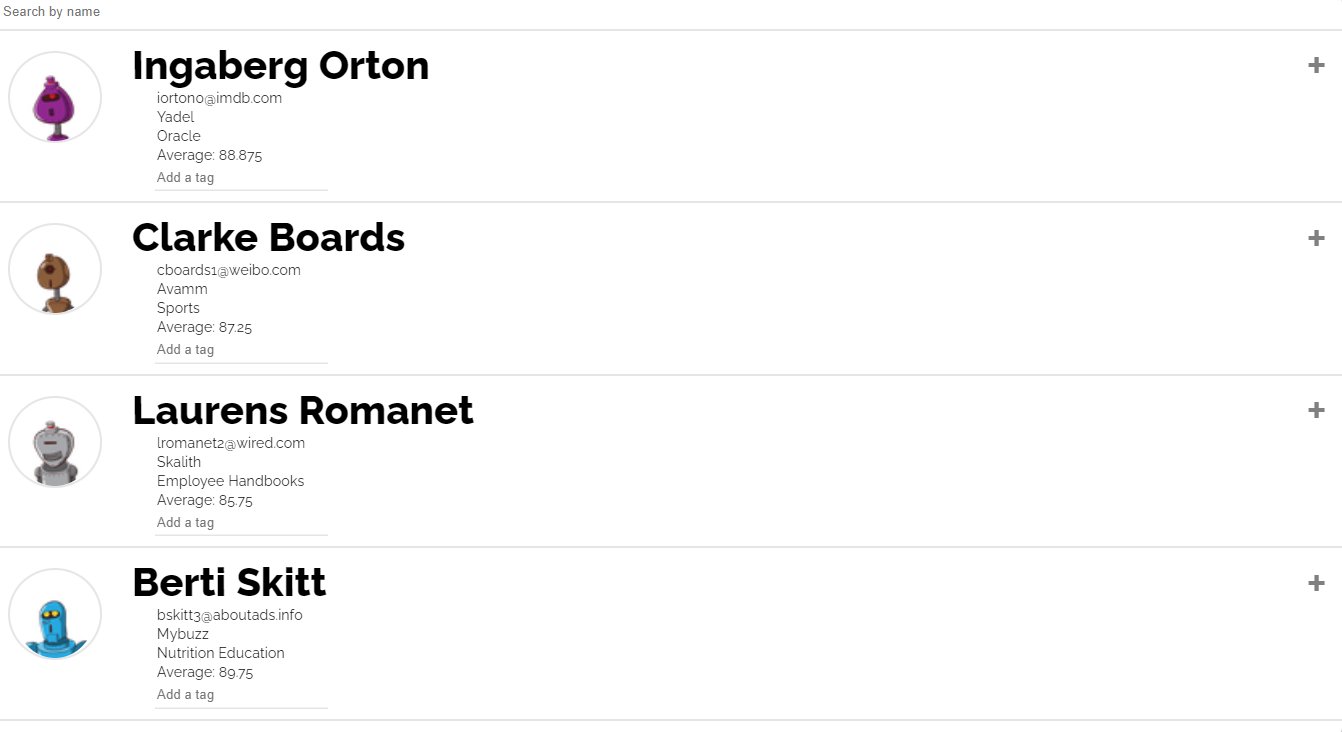 Search by name
Ingaberg Orton
iorton0@imdb.com
Yadel
Oracle
Average: 88.875
Add a tag
Clarke Boards
cboards1@weibo.com
Avamm
Sports
Average: 87.25
Add a tag
Laurens Romanet
lromanet2@wired.com
Skalith
Employee Handbooks
Average: 85.75
Add a tag
Berti Skitt
bskitt3@aboutads.info
Mybuzz
Nutrition Education
Average: 89.75
Add a tag